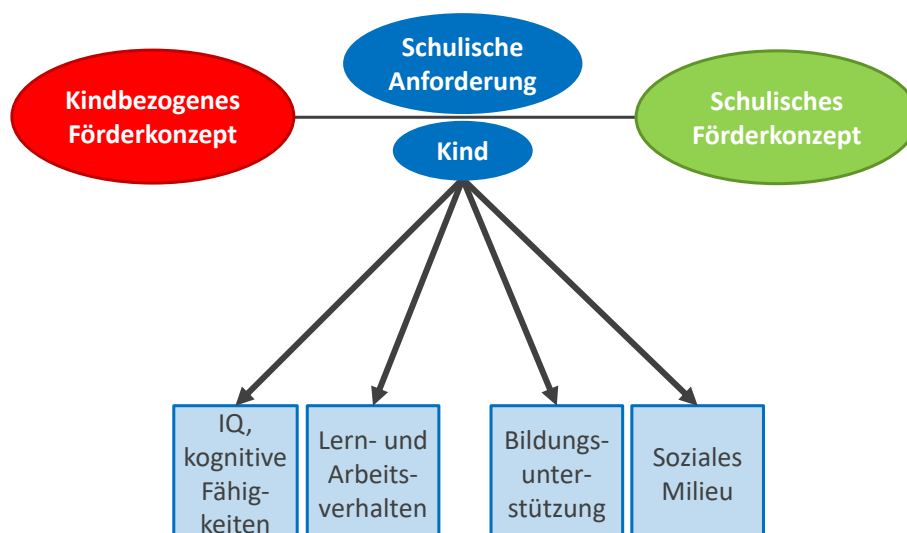 Schulische
Anforderung
Kindbezogenes
Förderkonzept
Schulisches
Förderkonzept
Kind
IQ,
kognitive
Fähig-
keiten
Lern- und
Arbeits-
verhalten
Bildungs-
unter-
stützung
Soziales
Milieu